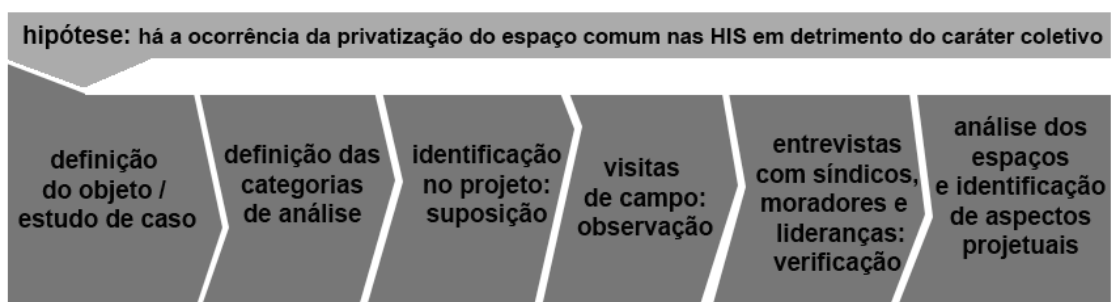 hipótese: há a ocorrência da privatização do espaço comum nas HIS em detrimento do caráter coletivo
definição
do objeto /
estudo de caso
definição das
categorias
de análise
identificação
no projeto:
suposição
visitas
de campo:
observação
entrevistas
com síndicos,
moradores e
lideranças:
verificação
análise dos
espaços
e identificação
de aspectos
projetuais